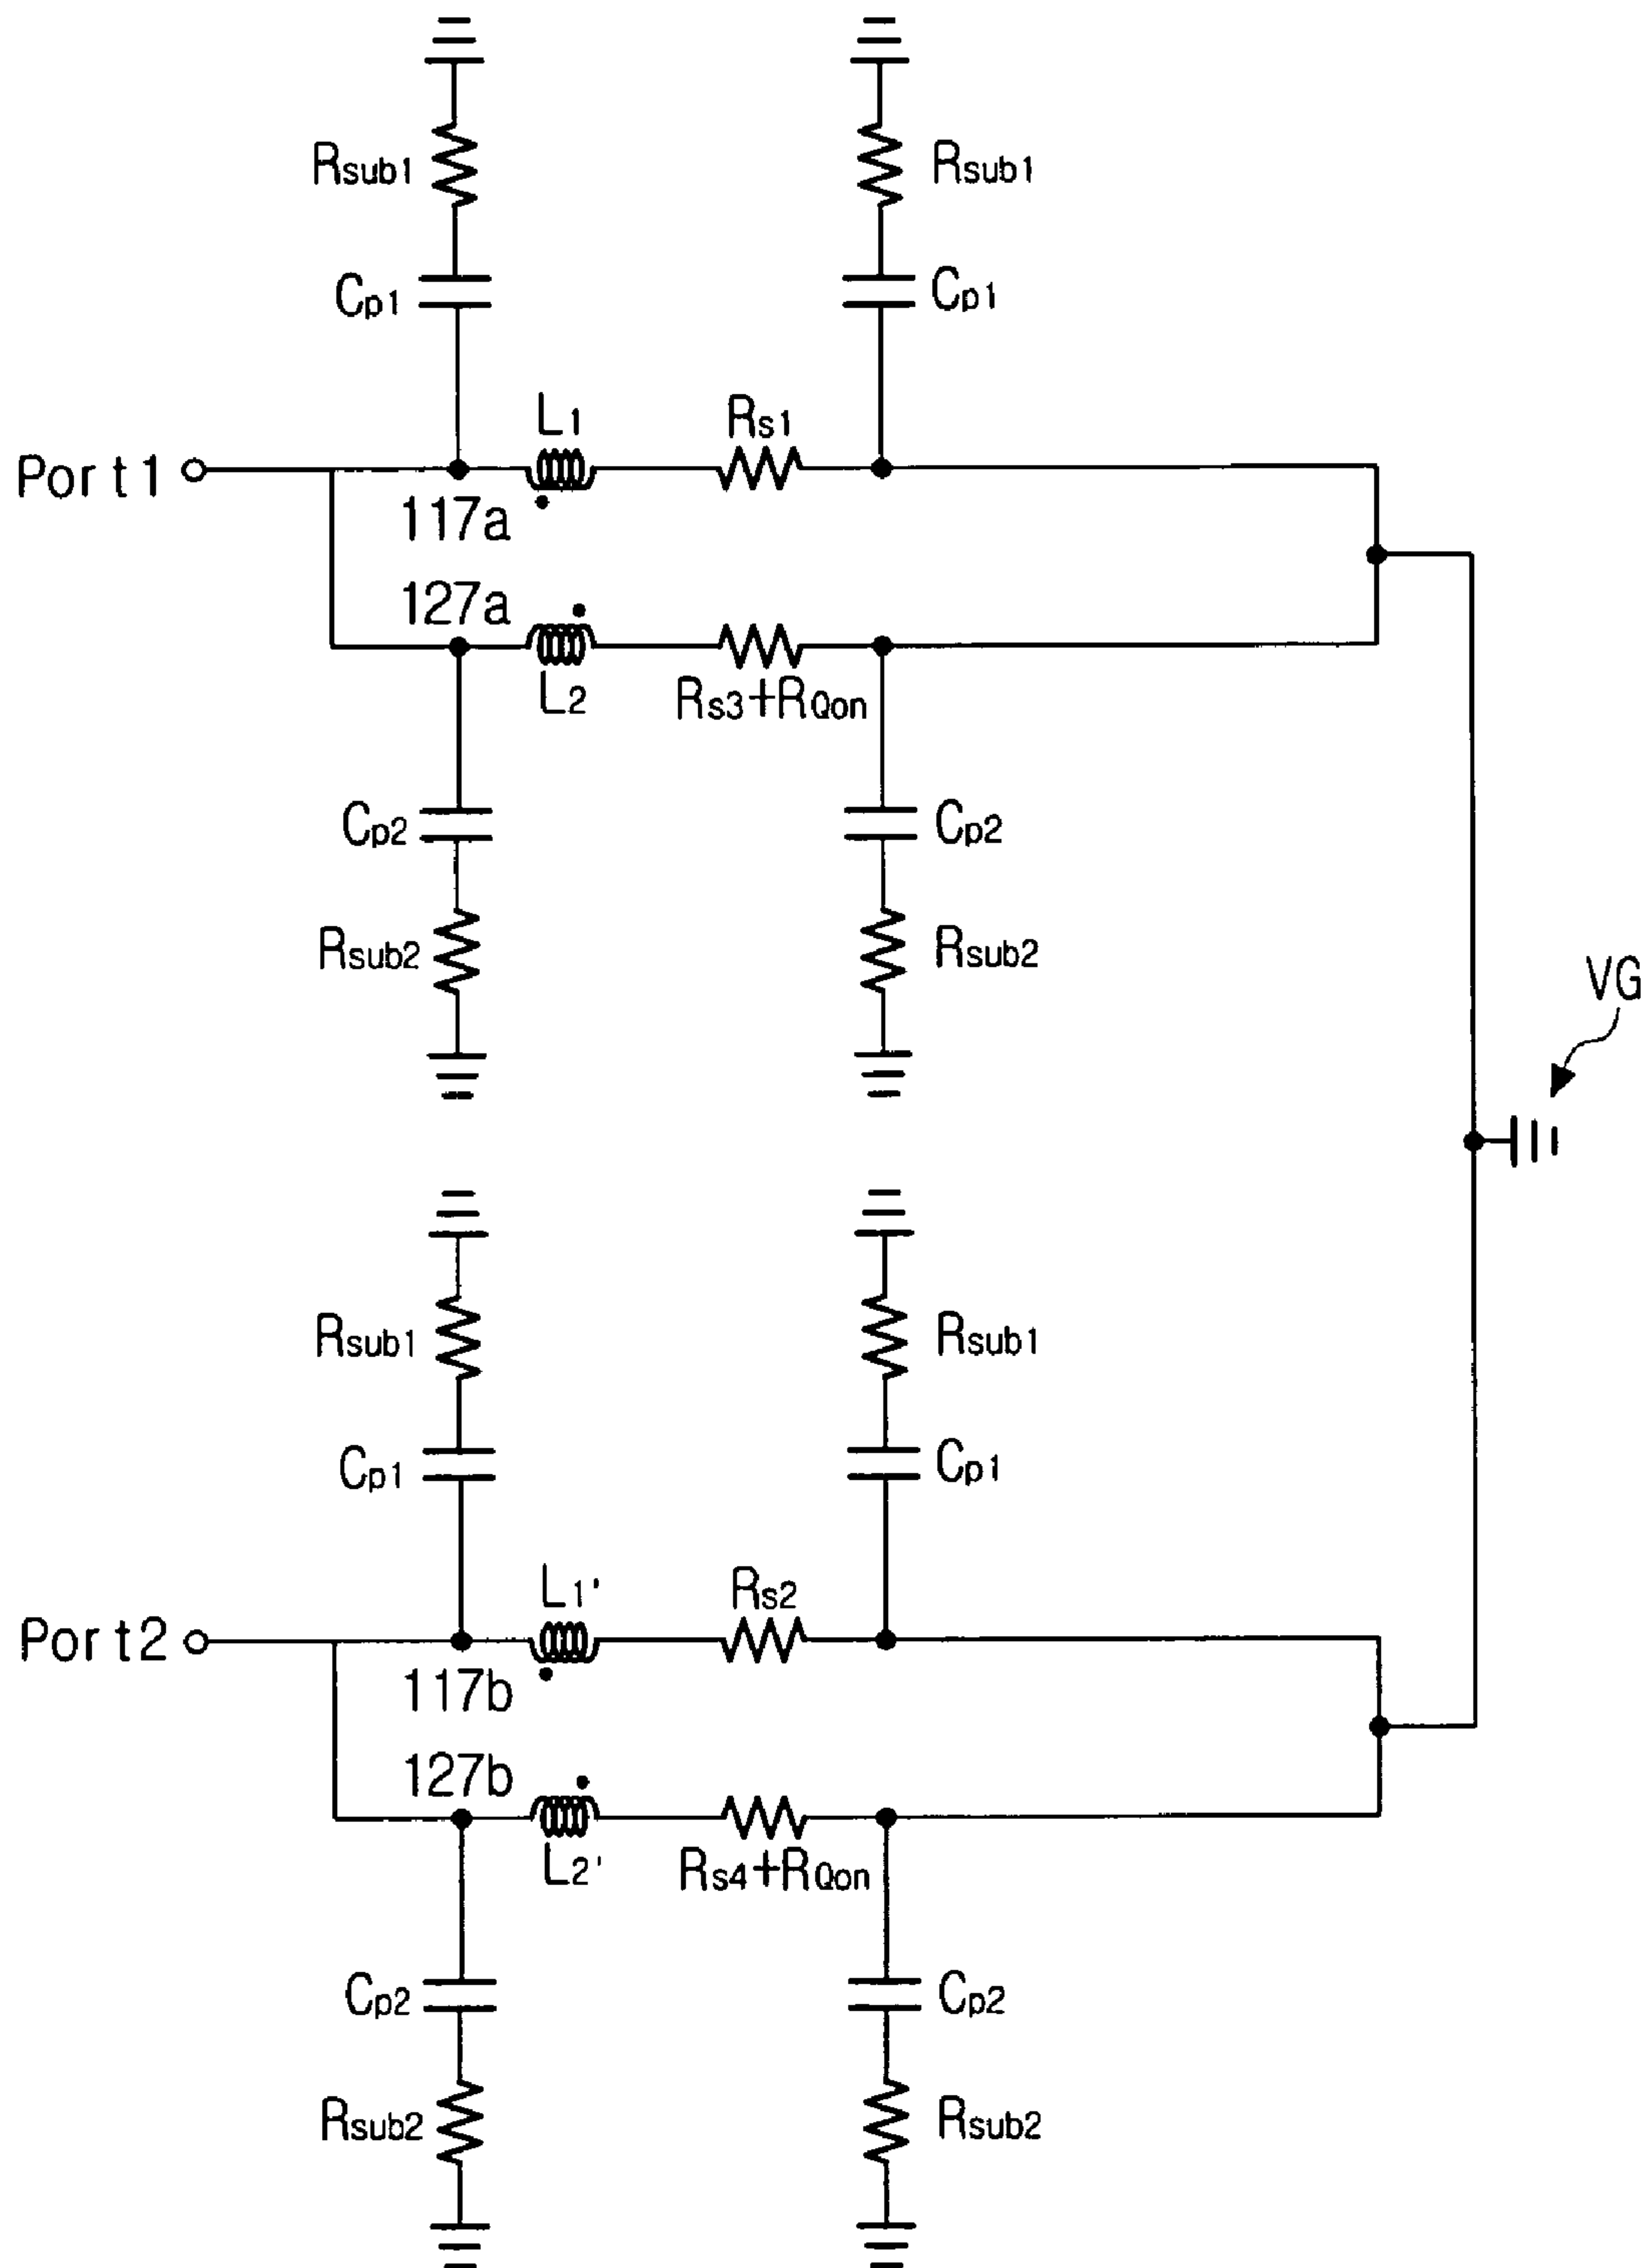 Rsub1
Rsub1
Cp1
Cp1
L1
Rs1
Port1
117a
127a
L2
Rs3+RQon
Cp2
Cp2
Rsub2
Rsub2
VG
Rsub1
Rsub1
Cp1
Cp1
L1'
Rs2
Port2
117b
127b
L2'
Rs4+RQon
Cp2
Cp2
Rsub2
Rsub2